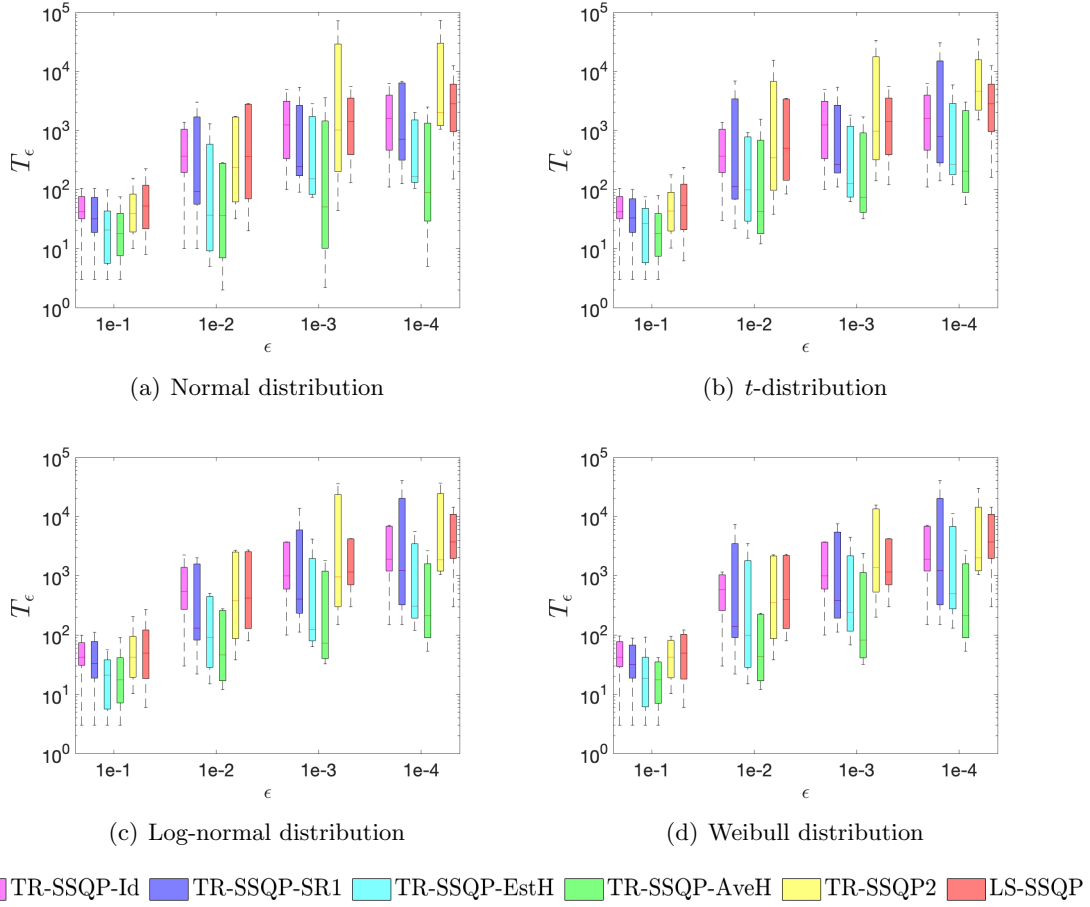 10^5 10^5
10^4 10^4
10^3 10^3
T_ϵ T_ϵ
10^2 10^2
10^1 10^1
10^0 10^0
1e-1 1e-2 1e-3 1e-4 1e-1 1e-2 1e-3 1e-4
ϵ ϵ
(a) Normal distribution (b) t-distribution
10^5 10^5
10^4 10^4
10^3 10^3
T_ϵ T_ϵ
10^2 10^2
10^1 10^1
10^0 10^0
1e-1 1e-2 1e-3 1e-4 1e-1 1e-2 1e-3 1e-4
ϵ ϵ
(c) Log-normal distribution (d) Weibull distribution
TR-SSQP-Id TR-SSQP-SR1 TR-SSQP-EstH TR-SSQP-AveH TR-SSQP2 LS-SSQP